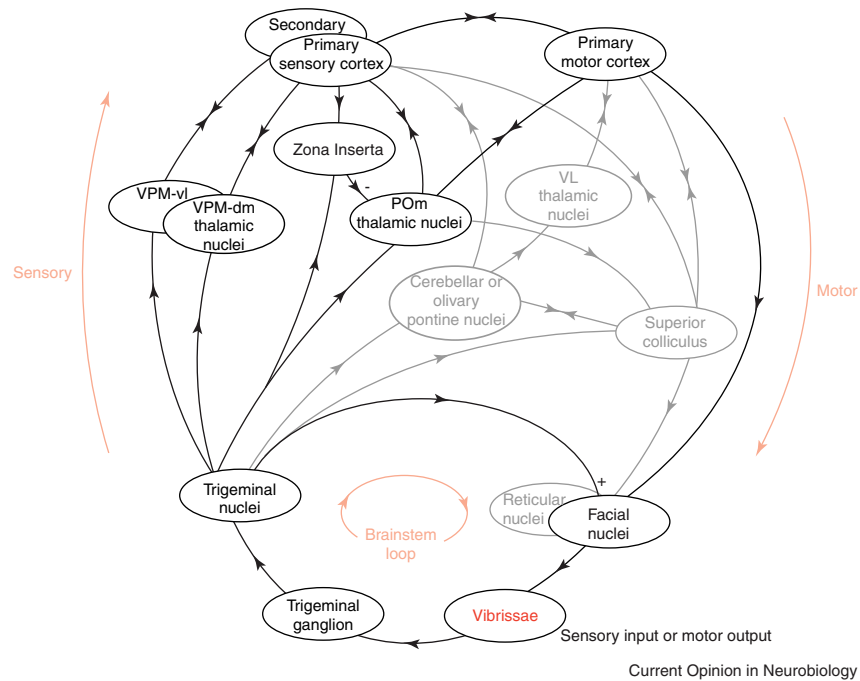 Secondary
Primary
sensory cortex
Primary
motor cortex
Zona Inserta
-
VL
thalamic
nuclei
VPM-vl
VPM-dm
thalamic
nuclei
POm
thalamic nuclei
Sensory
Cerebellar or
olivary
pontine nuclei
Motor
Superior
colliculus
Trigeminal
nuclei
+
Reticular
nuclei
Facial
nuclei
Brainstem
loop
Trigeminal
ganglion
Vibrissae
Sensory input or motor output
Current Opinion in Neurobiology